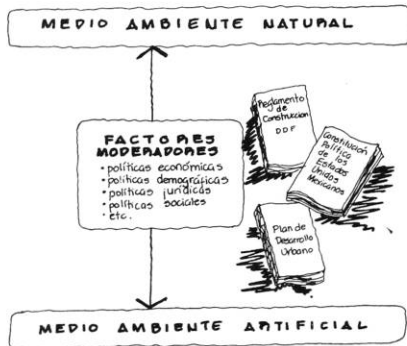 MEDIO AMBIENTE NATURAL
FACTORES
MODERADORES
• políticas económicas
• políticas demográficas
• políticas jurídicas
• políticas sociales
• etc.
Reglamento
de
Construccion
DDF
Constitución
Política
de los
Estados
Unidos
Mexicanos
Plan de
Desarrollo
Urbano
MEDIO AMBIENTE ARTIFICIAL